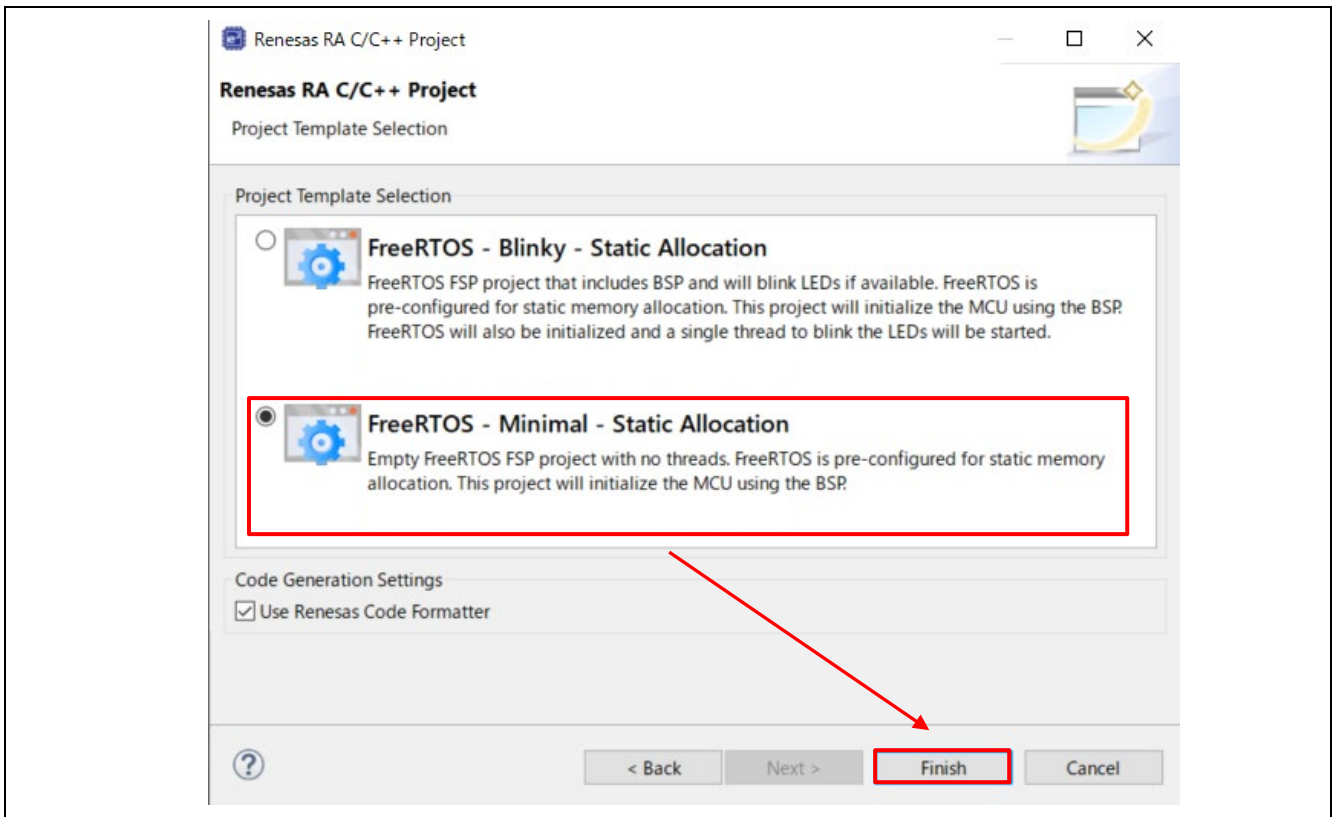 Renesas RA C/C++ Project
Renesas RA C/C++ Project
Project Template Selection
Project Template Selection
FreeRTOS - Blinky - Static Allocation
FreeRTOS FSP project that includes BSP and will blink LEDs if available. FreeRTOS is
pre-configured for static memory allocation. This project will initialize the MCU using the BSP.
FreeRTOS will also be initialized and a single thread to blink the LEDs will be started.
FreeRTOS - Minimal - Static Allocation
Empty FreeRTOS FSP project with no threads. FreeRTOS is pre-configured for static memory
allocation. This project will initialize the MCU using the BSP.
Code Generation Settings
Use Renesas Code Formatter
?
< Back
Next >
Finish
Cancel